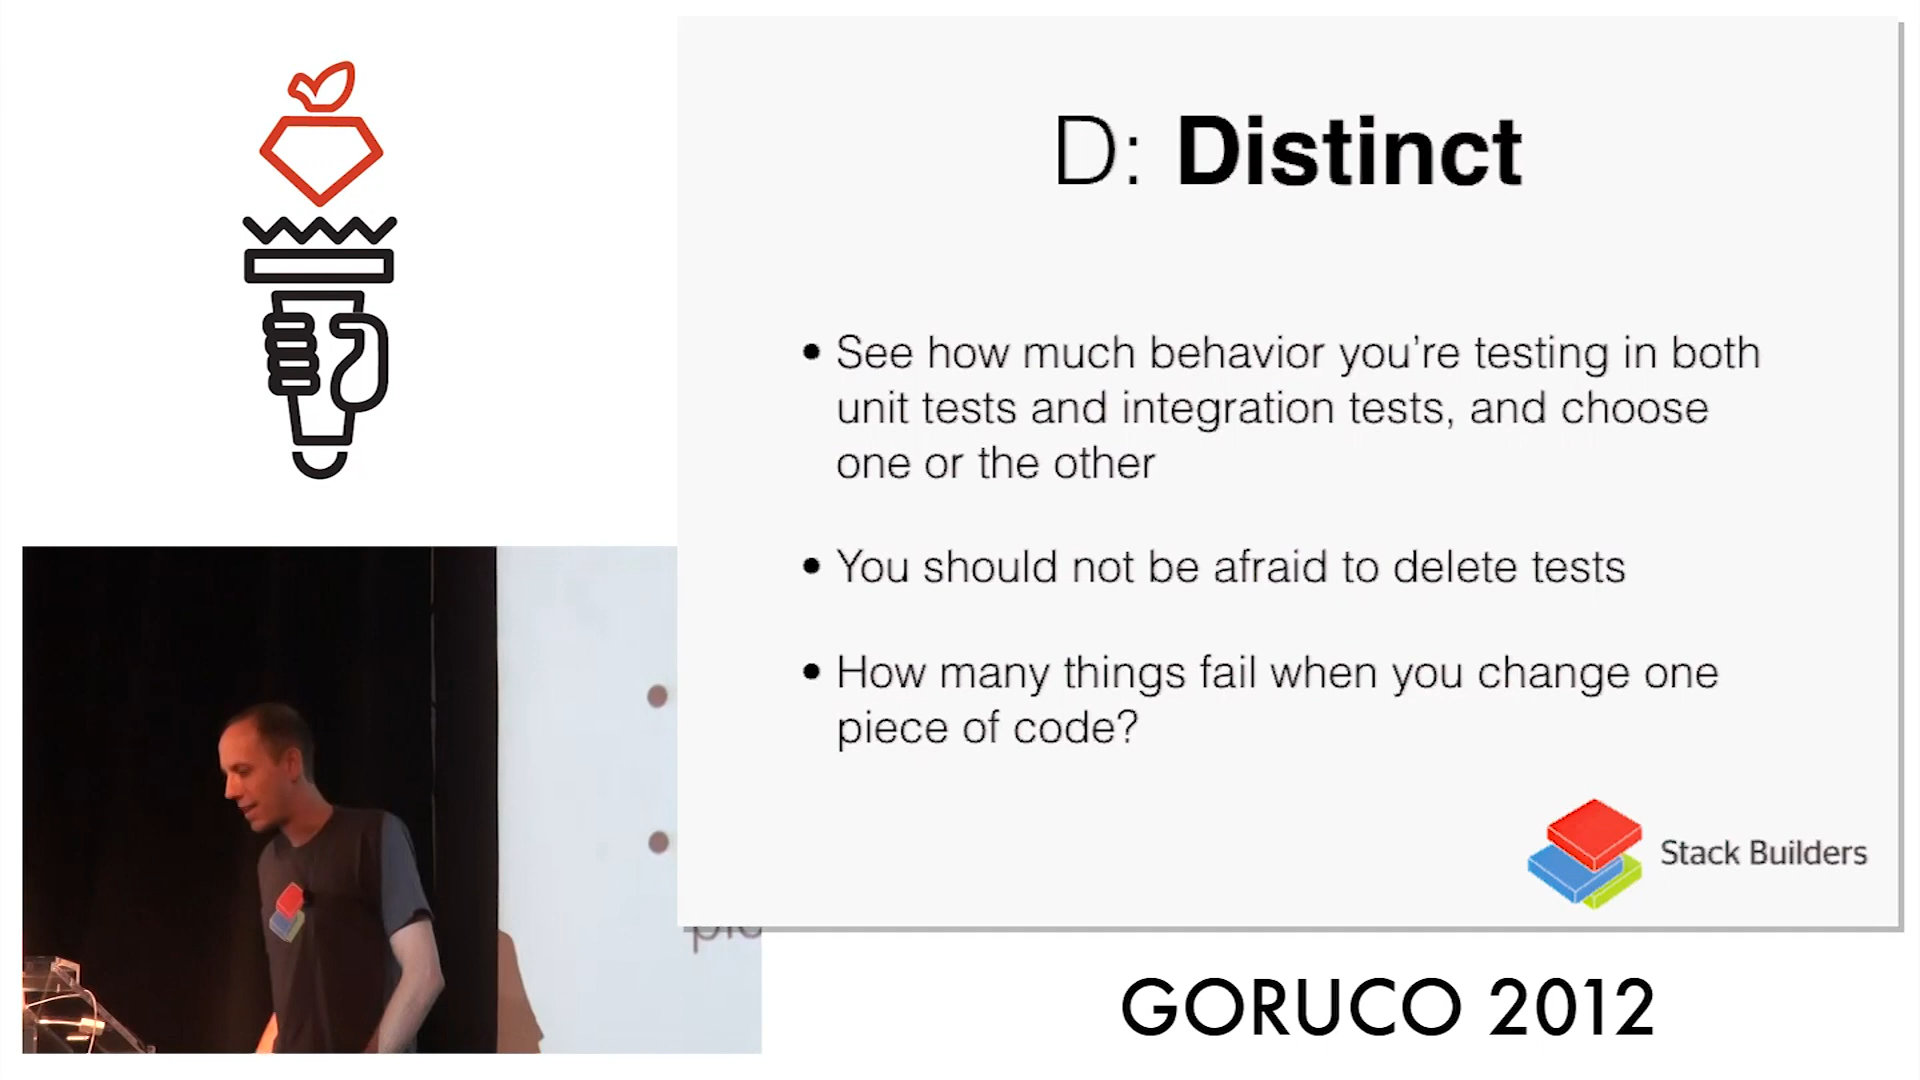 D: Distinct
• See how much behavior you're testing in both
unit tests and integration tests, and choose
one or the other
• You should not be afraid to delete tests
• How many things fail when you change one
piece of code?
Stack Builders
GORUCO 2012